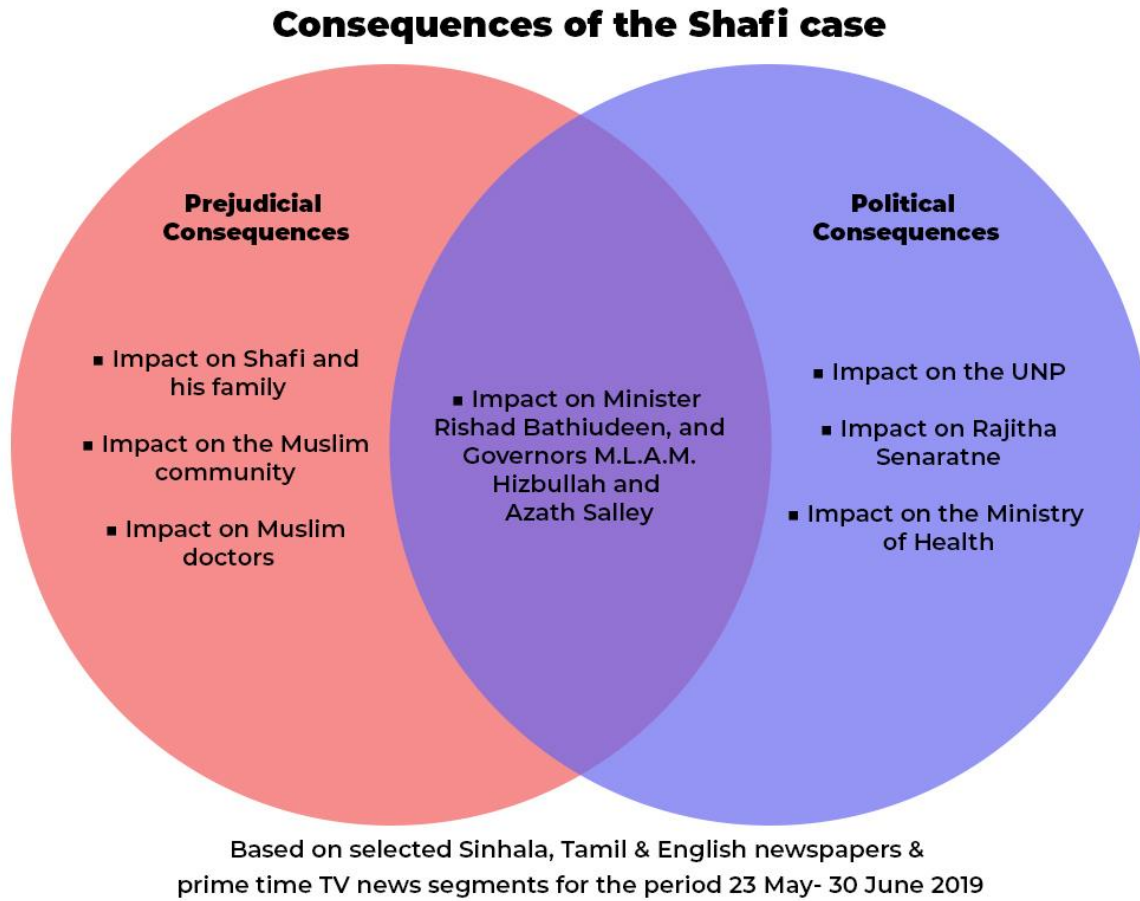 Consequences of the Shafi case
Prejudicial
Consequences
▪ Impact on Shafi and
his family
▪ Impact on the Muslim
community
▪ Impact on Muslim
doctors
▪ Impact on Minister
Rishad Bathiudeen, and
Governors M.L.A.M.
Hizbullah and
Azath Salley
Political
Consequences
▪ Impact on the UNP
▪ Impact on Rajitha
Senaratne
▪ Impact on the Ministry
of Health
Based on selected Sinhala, Tamil & English newspapers &
prime time TV news segments for the period 23 May- 30 June 2019